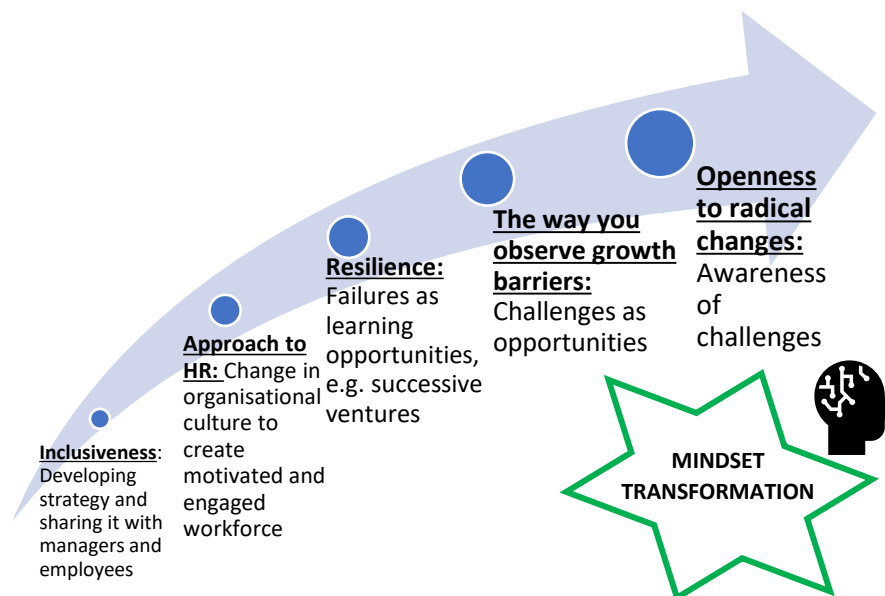 Inclusiveness:
Developing
strategy and
sharing it with
managers and
employees
Approach to
HR: Change in
organisational
culture to
create
motivated and
engaged
workforce
Resilience:
Failures as
learning
opportunities,
e.g. successive
ventures
The way you
observe growth
barriers:
Challenges as
opportunities
Openness
to radical
changes:
Awareness
of
challenges
MINDSET
TRANSFORMATION